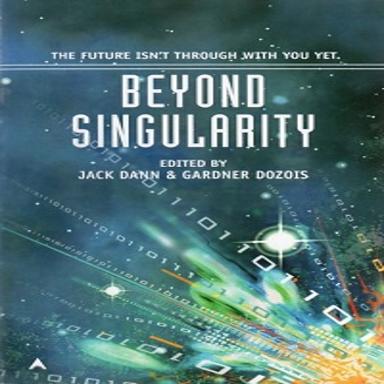 THE FUTURE ISN'T THROUGH WITH YOU YET.
BEYOND
SINGULARITY
EDITED BY
JACK DANN & GARDNER DOZOIS